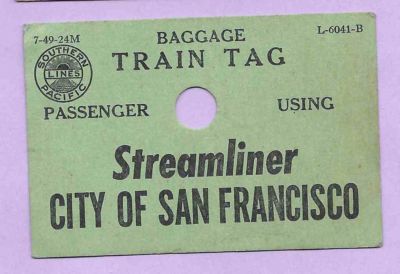 7-49-24M
BAGGAGE
L-6041-B
TRAIN TAG
SOUTHERN
LINES
PACIFIC
PASSENGER USING
Streamliner
CITY OF SAN FRANCISCO